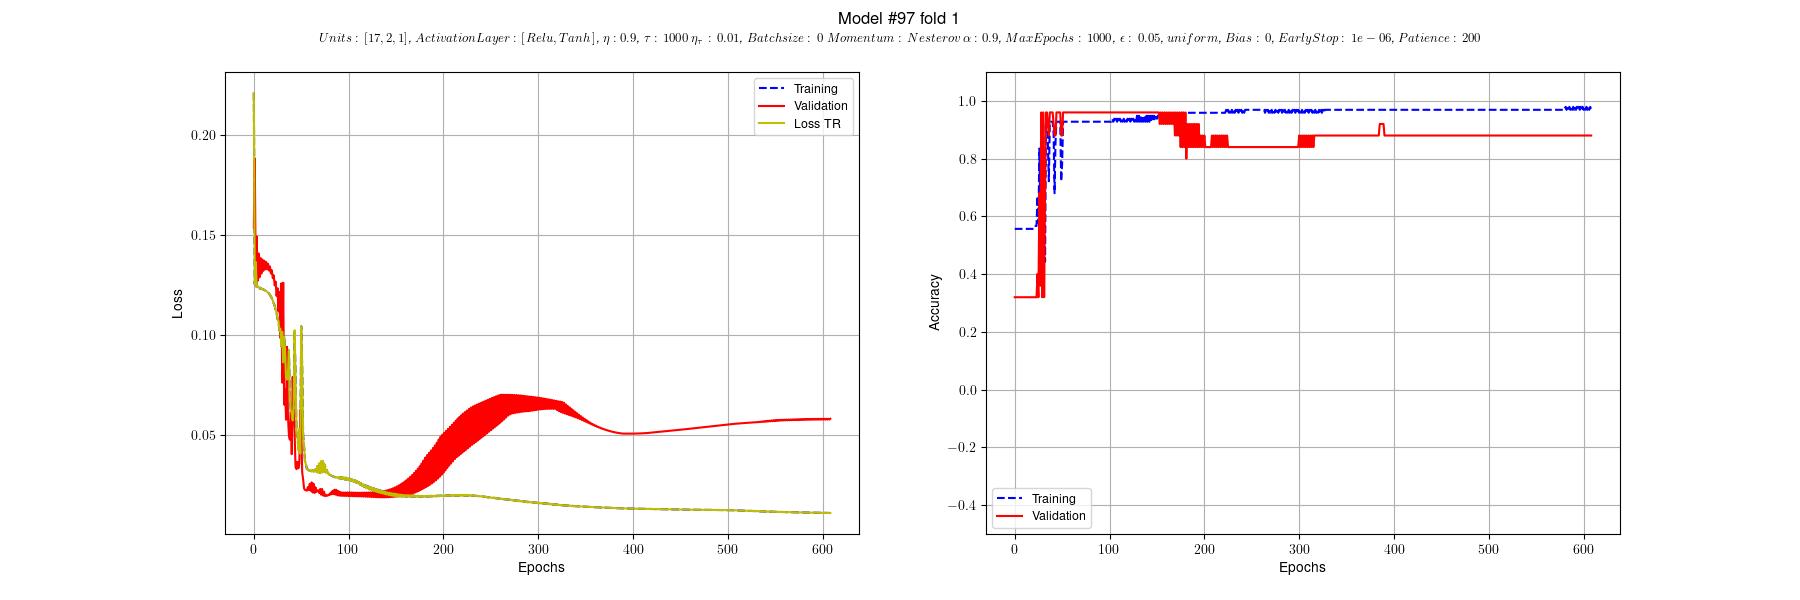 Model #97 fold 1
Units : [17, 2, 1], ActivationLayer : [Relu, Tanh], η : 0.9, τ : 1000 ητ : 0.01, Batchsize : 0 Momentum : Nesterov α : 0.9, MaxEpochs : 1000, ϵ : 0.05, uniform, Bias : 0, EarlyStop : 1e − 06, Patience : 200
Training
Validation
Loss TR
0.20
0.15
0.10
0.05
Loss
0 100 200 300 400 500 600
Epochs
1.0
0.8
0.6
0.4
0.2
0.0
−0.2
−0.4
Accuracy
Training
Validation
0 100 200 300 400 500 600
Epochs